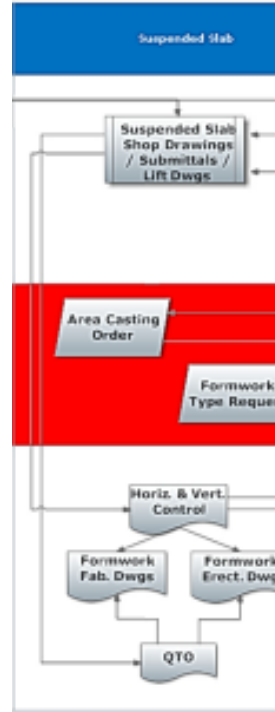 Suspended Slab
Suspended Slab
Shop Drawings
/ Submittals /
Lift Dwgs
Area Casting
Order
Formwork
Type Reque
Horiz. & Vert.
Control
Formwork
Fab. Dwgs
Formwork
Erect. Dwg
QTO